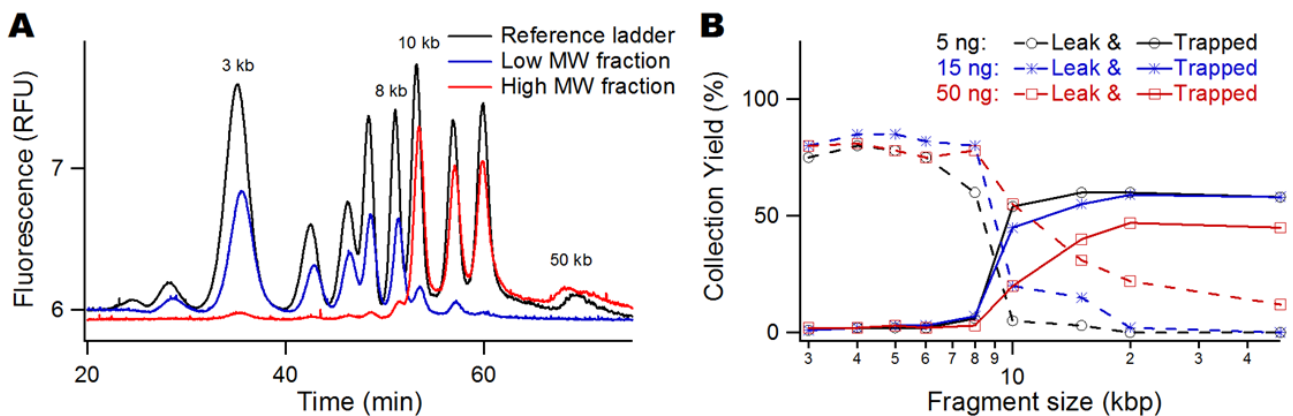 A
Reference ladder
Low MW fraction
High MW fraction
3 kb
8 kb
10 kb
50 kb
7
6
Fluorescence (RFU)
20
40
60
Time (min)
B
5 ng: Leak & Trapped
15 ng: Leak & Trapped
50 ng: Leak & Trapped
100
50
0
Collection Yield (%)
3 4 5 6 7 8 9 2 3 4
10
Fragment size (kbp)